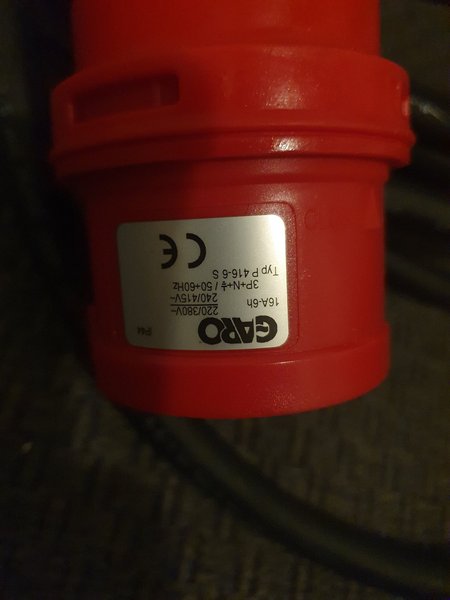 GARO
220/380V~
240/415V~
IP44
16A-6h
3P+N+⏚ / 50+60Hz
Typ P 416-6 S
CE